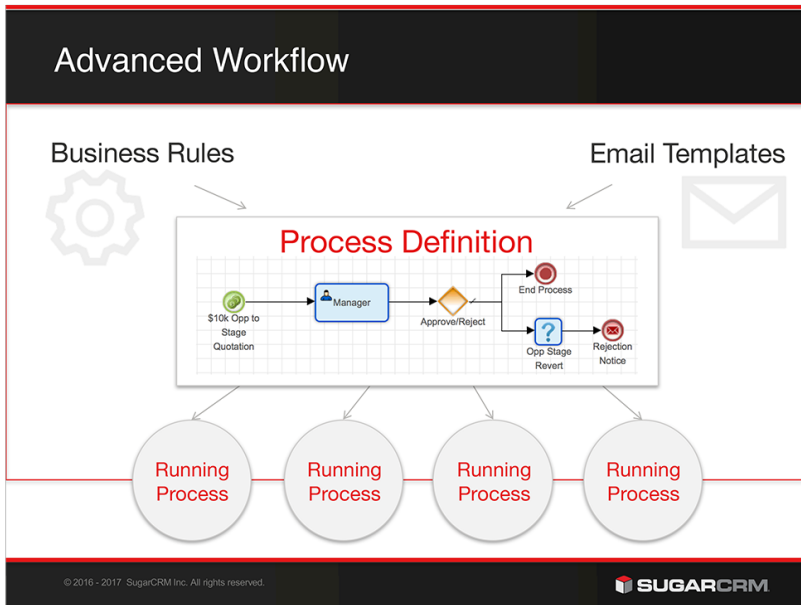 Advanced Workflow
Business Rules
Email Templates
Process Definition
$10k Opp to
Stage
Quotation
Manager
Approve/Reject
End Process
?
Opp Stage
Revert
Rejection
Notice
Running
Process
Running
Process
Running
Process
Running
Process
© 2016 - 2017 SugarCRM Inc. All rights reserved.
SUGARCRM